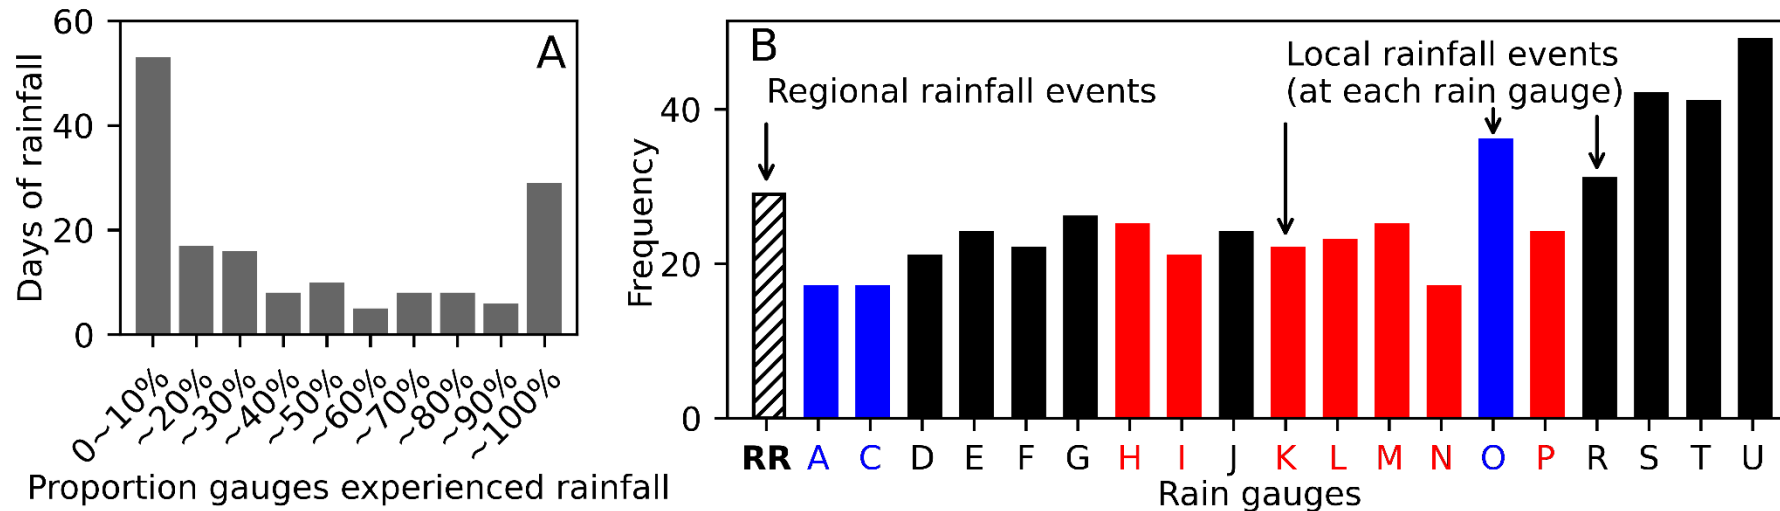 A
60
40
20
0
Days of rainfall
0~10%
~20%
~30%
~40%
~50%
~60%
~70%
~80%
~90%
~100%
Proportion gauges experienced rainfall
B
Regional rainfall events
Local rainfall events
(at each rain gauge)
40
20
0
Frequency
RR A C D E F G H I J K L M N O P R S T U
Rain gauges